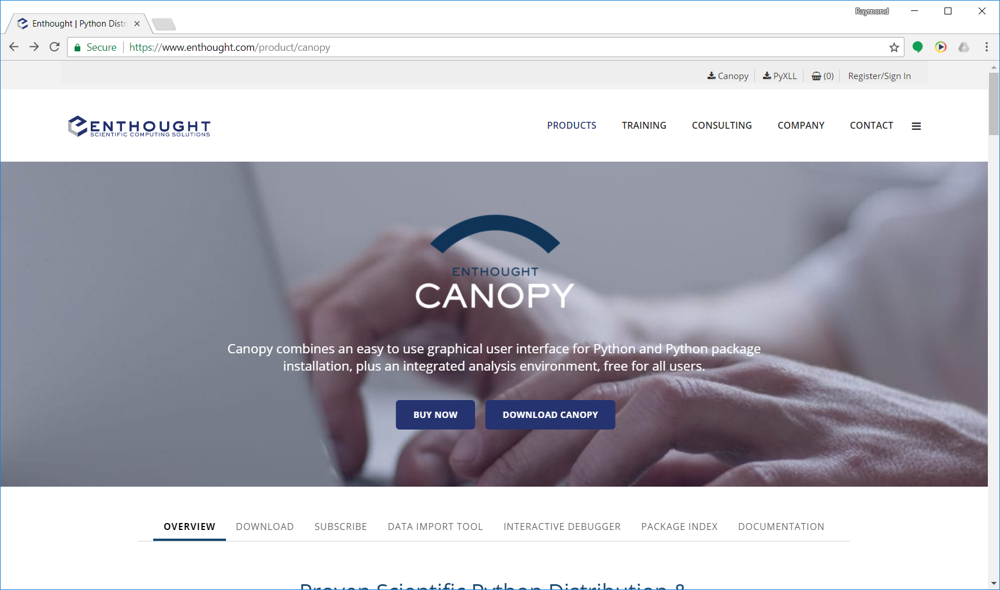 Raymond
Enthought | Python Distri
Secure https://www.enthought.com/product/canopy
Canopy PyXLL (0) Register/Sign In
ENTHOUGHT
SCIENTIFIC COMPUTING SOLUTIONS
PRODUCTS TRAINING CONSULTING COMPANY CONTACT
ENTHOUGHT
CANOPY
Canopy combines an easy to use graphical user interface for Python and Python package
installation, plus an integrated analysis environment, free for all users.
BUY NOW DOWNLOAD CANOPY
OVERVIEW DOWNLOAD SUBSCRIBE DATA IMPORT TOOL INTERACTIVE DEBUGGER PACKAGE INDEX DOCUMENTATION
Proven Scientific Python Distribution &